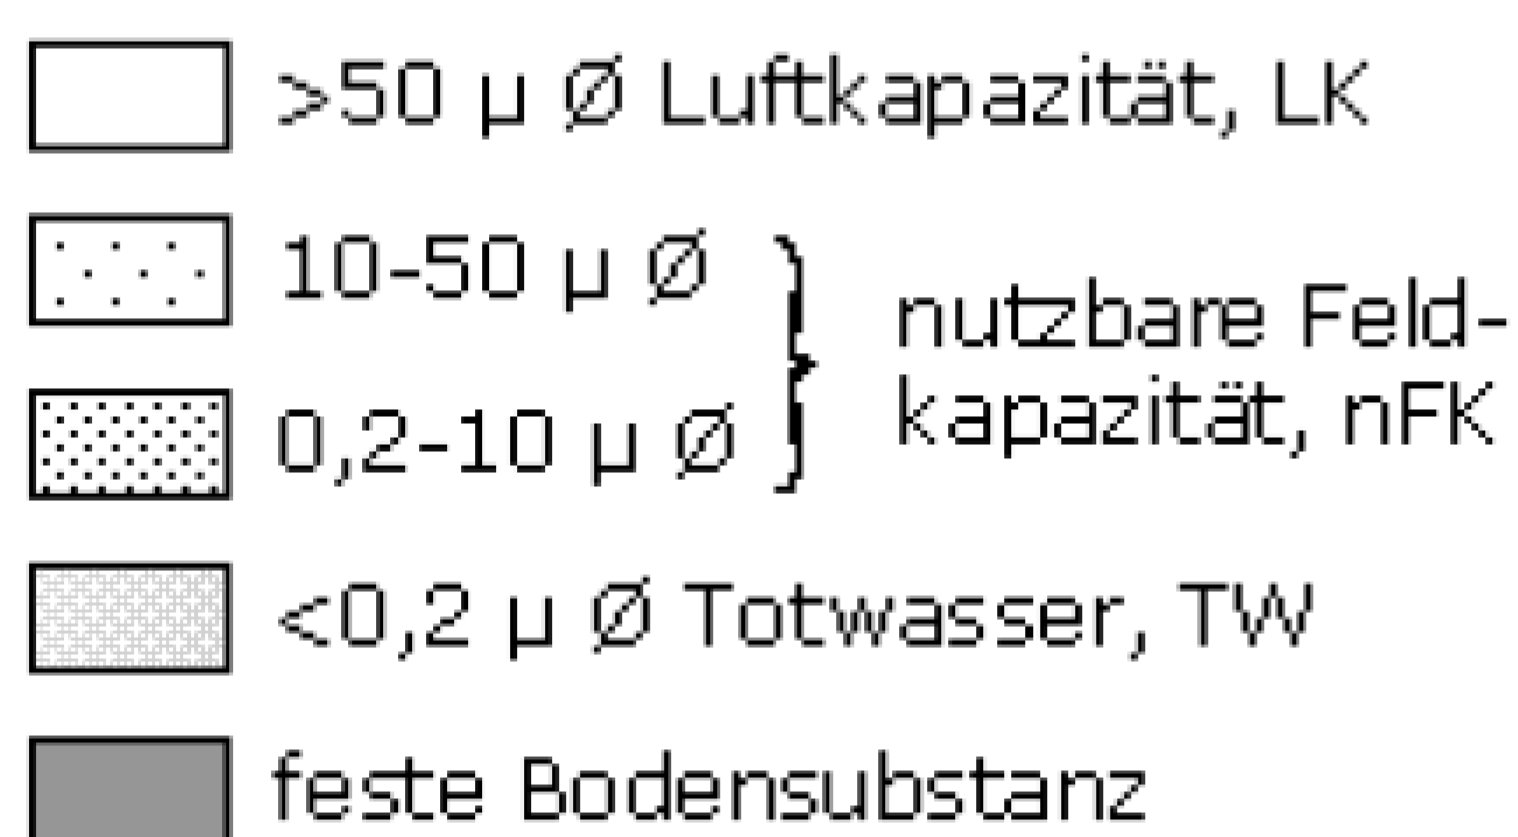 >50 µ Ø Luftkapazität, LK
10-50 µ Ø
0,2-10 µ Ø
nutzbare Feld-
kapazität, nFK
<0,2 µ Ø Totwasser, TW
feste Bodensubstanz